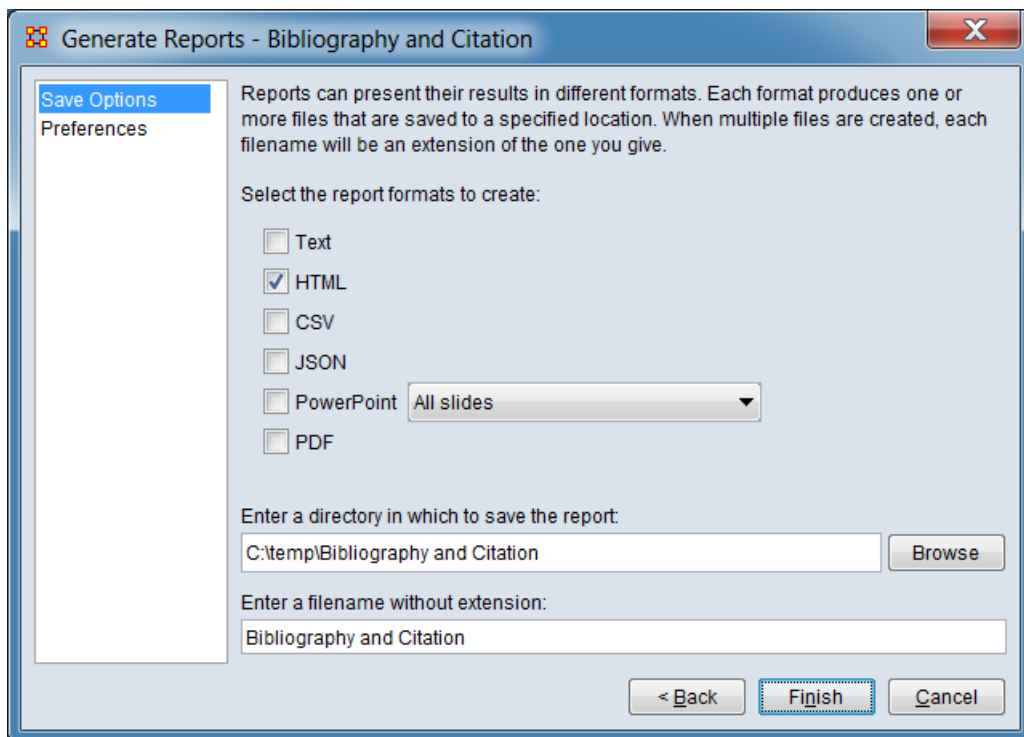 Generate Reports - Bibliography and Citation
X
Save Options
Preferences
Reports can present their results in different formats. Each format produces one or
more files that are saved to a specified location. When multiple files are created, each
filename will be an extension of the one you give.
Select the report formats to create:
Text
HTML
CSV
JSON
PowerPoint All slides
PDF
Enter a directory in which to save the report:
C:\temp\Bibliography and Citation Browse
Enter a filename without extension:
Bibliography and Citation
< Back Finish Cancel